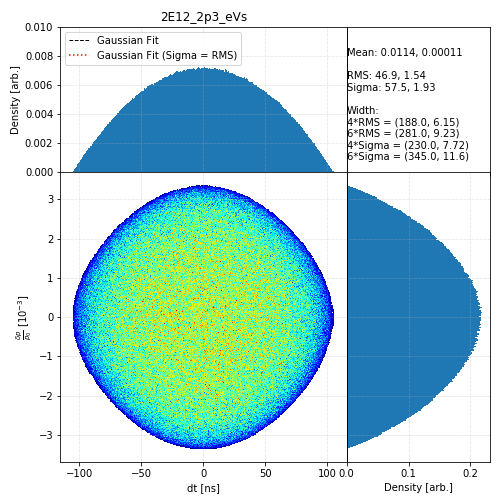 2E12_2p3_eVs
Density [arb.]
0.010
0.008
0.006
0.004
0.002
0.000
Gaussian Fit
Gaussian Fit (Sigma = RMS)
Mean: 0.0114, 0.00011
RMS: 46.9, 1.54
Sigma: 57.5, 1.93
Width:
4*RMS = (188.0, 6.15)
6*RMS = (281.0, 9.23)
4*Sigma = (230.0, 7.72)
6*Sigma = (345.0, 11.6)
δp/p₀ [10⁻³]
3
2
1
0
−1
−2
−3
−100 −50 0 50 100
dt [ns]
0.0 0.1 0.2
Density [arb.]